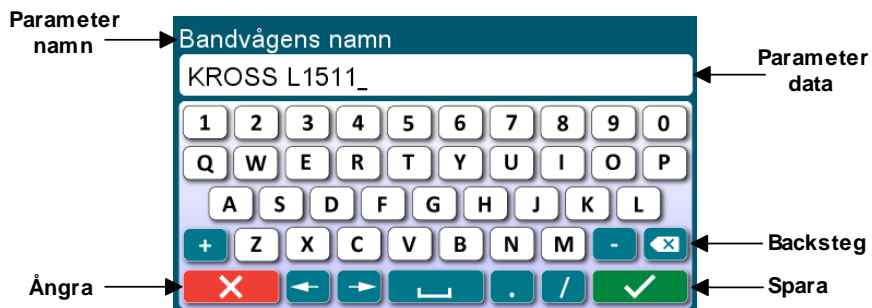 Parameter namn
Bandvågens namn
KROSS L1511_
Parameter data
1 2 3 4 5 6 7 8 9 0
Q W E R T Y U I O P
A S D F G H J K L
+ Z X C V B N M -
Backsteg
Ångra
. /
Spara